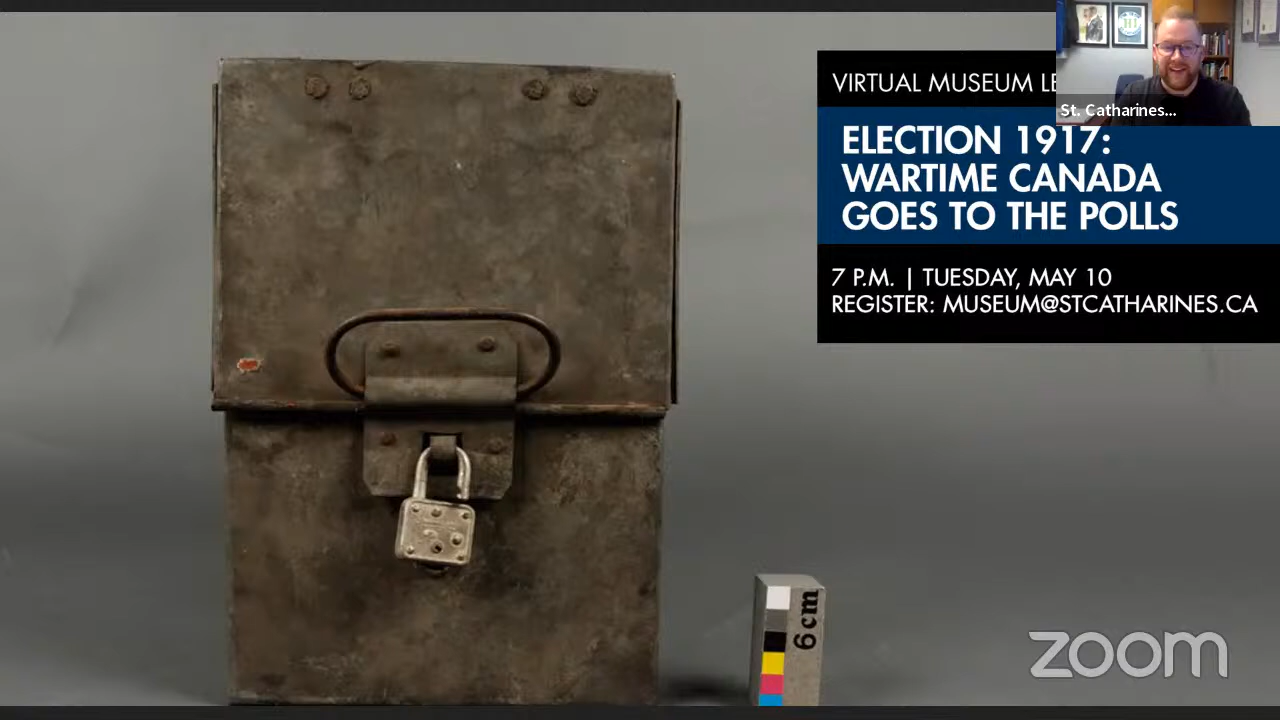 VIRTUAL MUSEUM LE
St. Catharines...
ELECTION 1917:
WARTIME CANADA
GOES TO THE POLLS
7 P.M. | TUESDAY, MAY 10
REGISTER: MUSEUM@STCATHARINES.CA
6cm
zoom